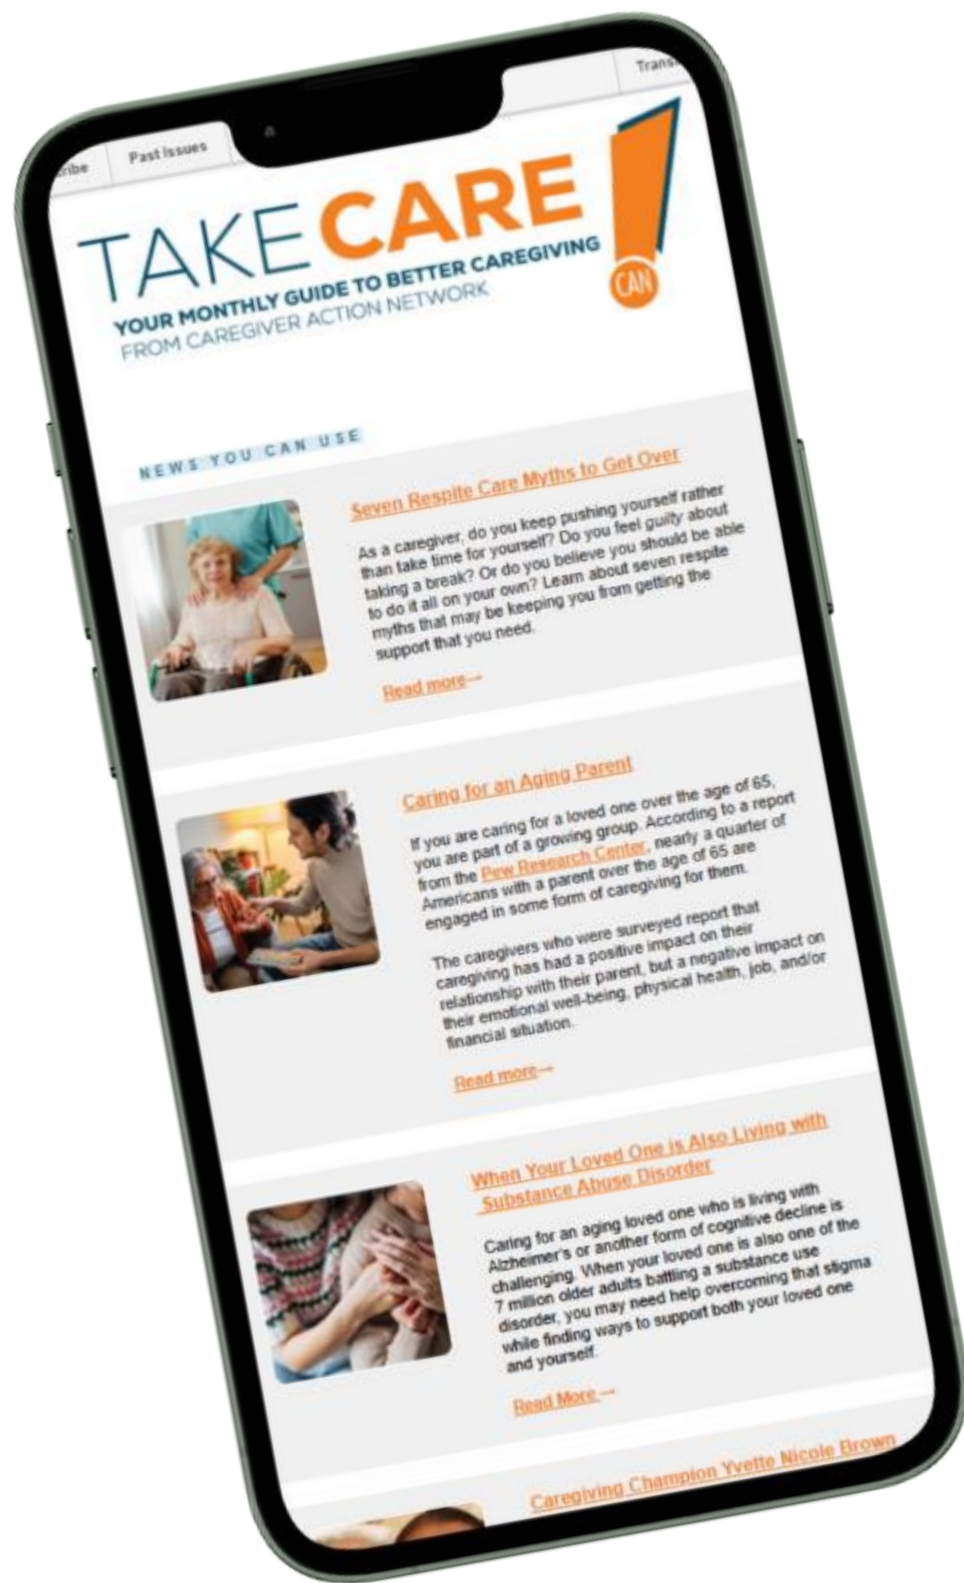 Past Issues
TAKE CARE
YOUR MONTHLY GUIDE TO BETTER CAREGIVING
FROM CAREGIVER ACTION NETWORK
CAN
NEWS YOU CAN USE
Seven Respite Care Myths to Get Over
As a caregiver, do you keep pushing yourself rather
than take time for yourself? Do you feel guilty about
taking a break? Or do you believe you should be able
to do it all on your own? Learn about seven respite
myths that may be keeping you from getting the
support that you need.
Read more→
Caring for an Aging Parent
If you are caring for a loved one over the age of 65,
you are part of a growing group. According to a report
from the Pew Research Center, nearly a quarter of
Americans with a parent over the age of 65 are
engaged in some form of caregiving for them.
The caregivers who were surveyed report that
caregiving has had a positive impact on their
relationship with their parent, but a negative impact on
their emotional well-being, physical health, job, and/or
financial situation.
Read more→
When Your Loved One is Also Living with
Substance Abuse Disorder
Caring for an aging loved one who is living with
Alzheimer's or another form of cognitive decline is
challenging. When your loved one is also one of the
7 million older adults battling a substance use
disorder, you may need help overcoming that stigma
while finding ways to support both your loved one
and yourself.
Read More→
Caregiving Champion Yvette Nicole Brown